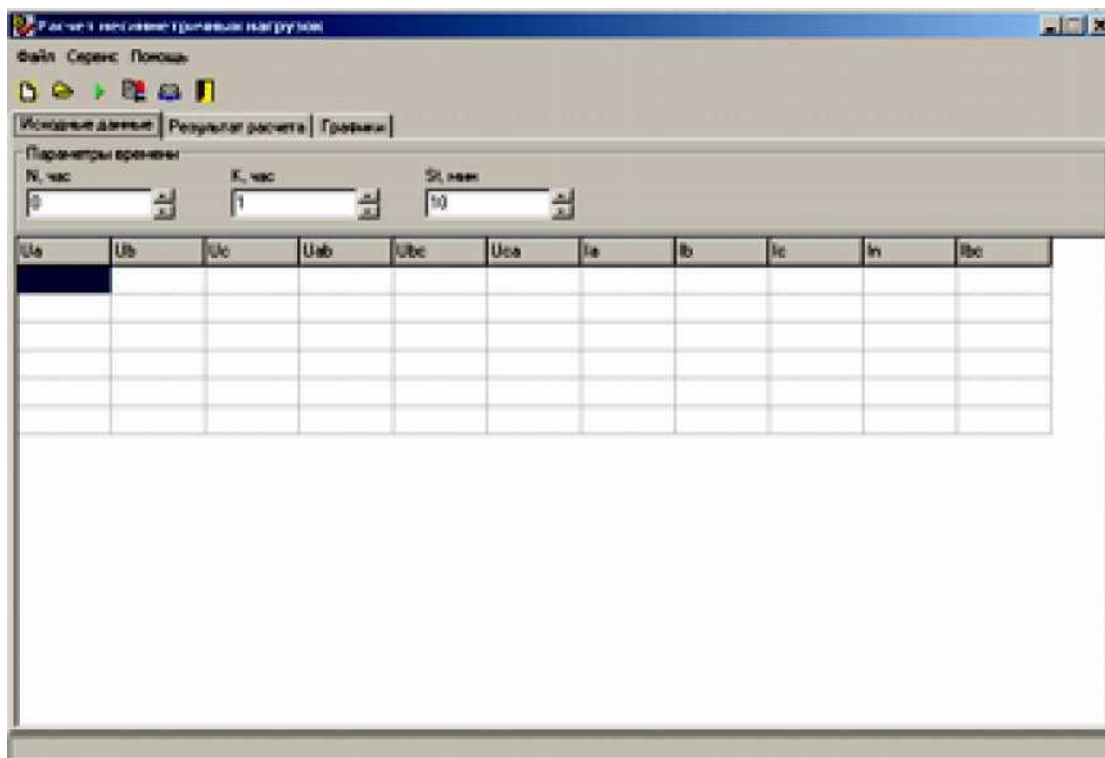 Расчет несимметричных нагрузок
Файл Сервис Помощь
Исходные данные Результат расчета Графики
Параметры времени
N, час K, час St, мин
0 1 10
Ua Ub Uc Uab Ubc Uca Ia Ib Ic In Ibc